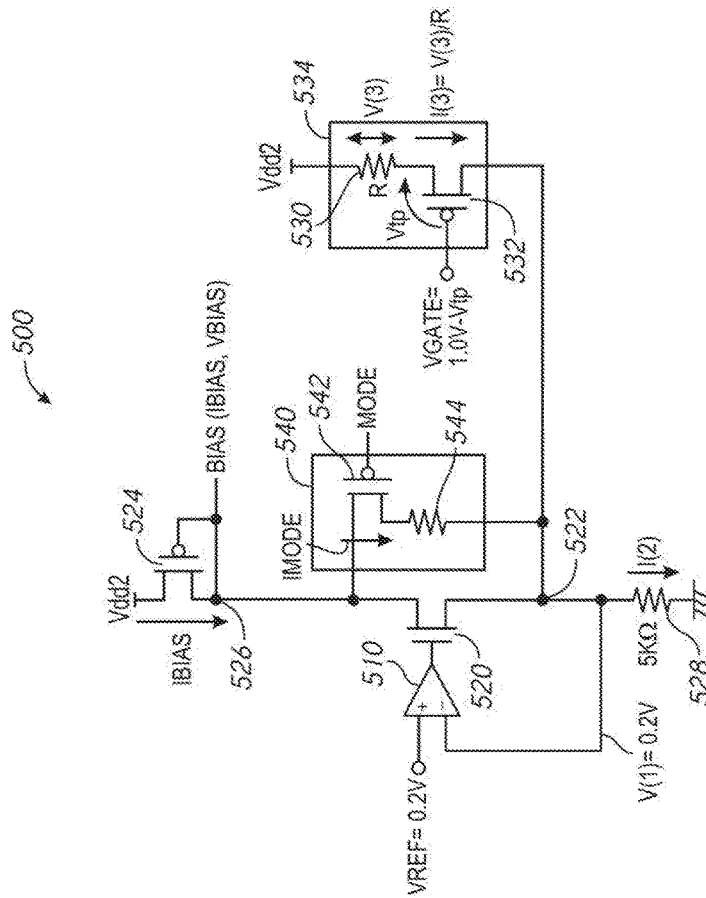 500
Vdd2
524
IBIAS
BIAS (IBIAS, VBIAS)
526
540
542
MODE
IMODE
544
510
+
-
VREF= 0.2V
520
V(1)= 0.2V
522
5KΩ
I(2)
528
Vdd2
534
530
R
V(3)
Vtp
I(3)= V(3)/R
VGATE=
1.0V-Vtp
532